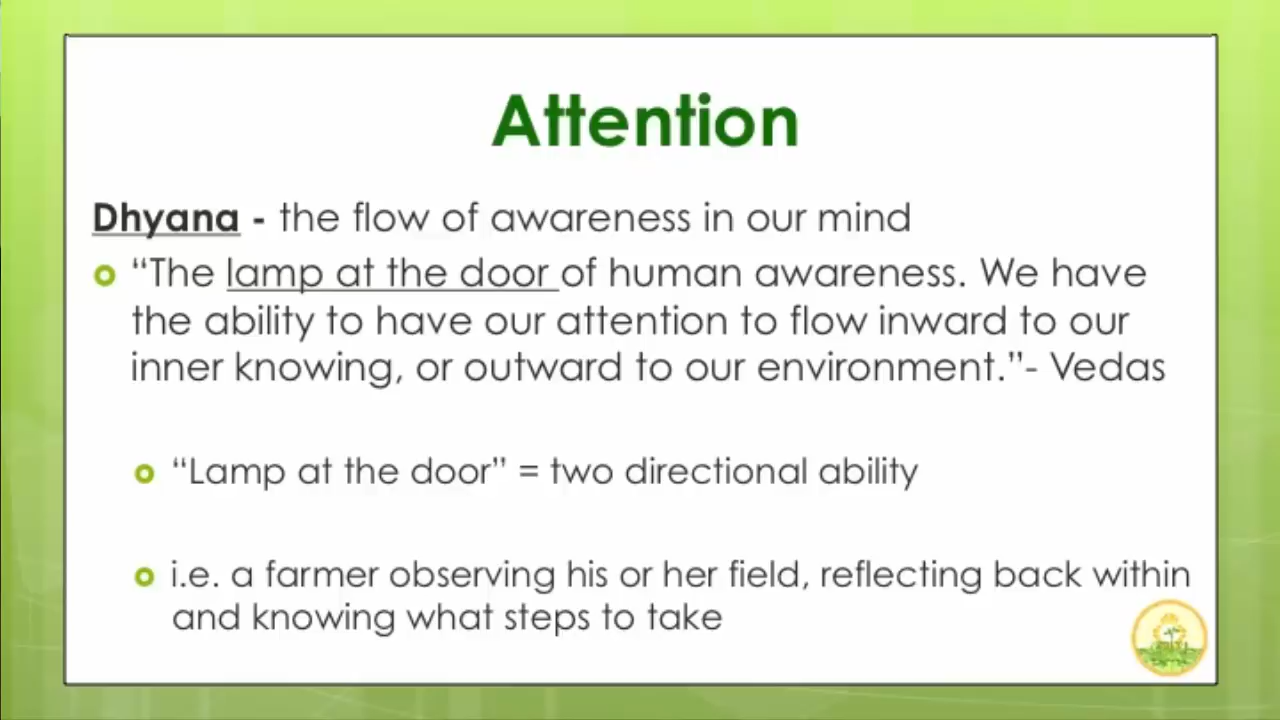 Attention
Dhyana - the flow of awareness in our mind
“The lamp at the door of human awareness. We have
the ability to have our attention to flow inward to our
inner knowing, or outward to our environment.”- Vedas
“Lamp at the door” = two directional ability
i.e. a farmer observing his or her field, reflecting back within
and knowing what steps to take